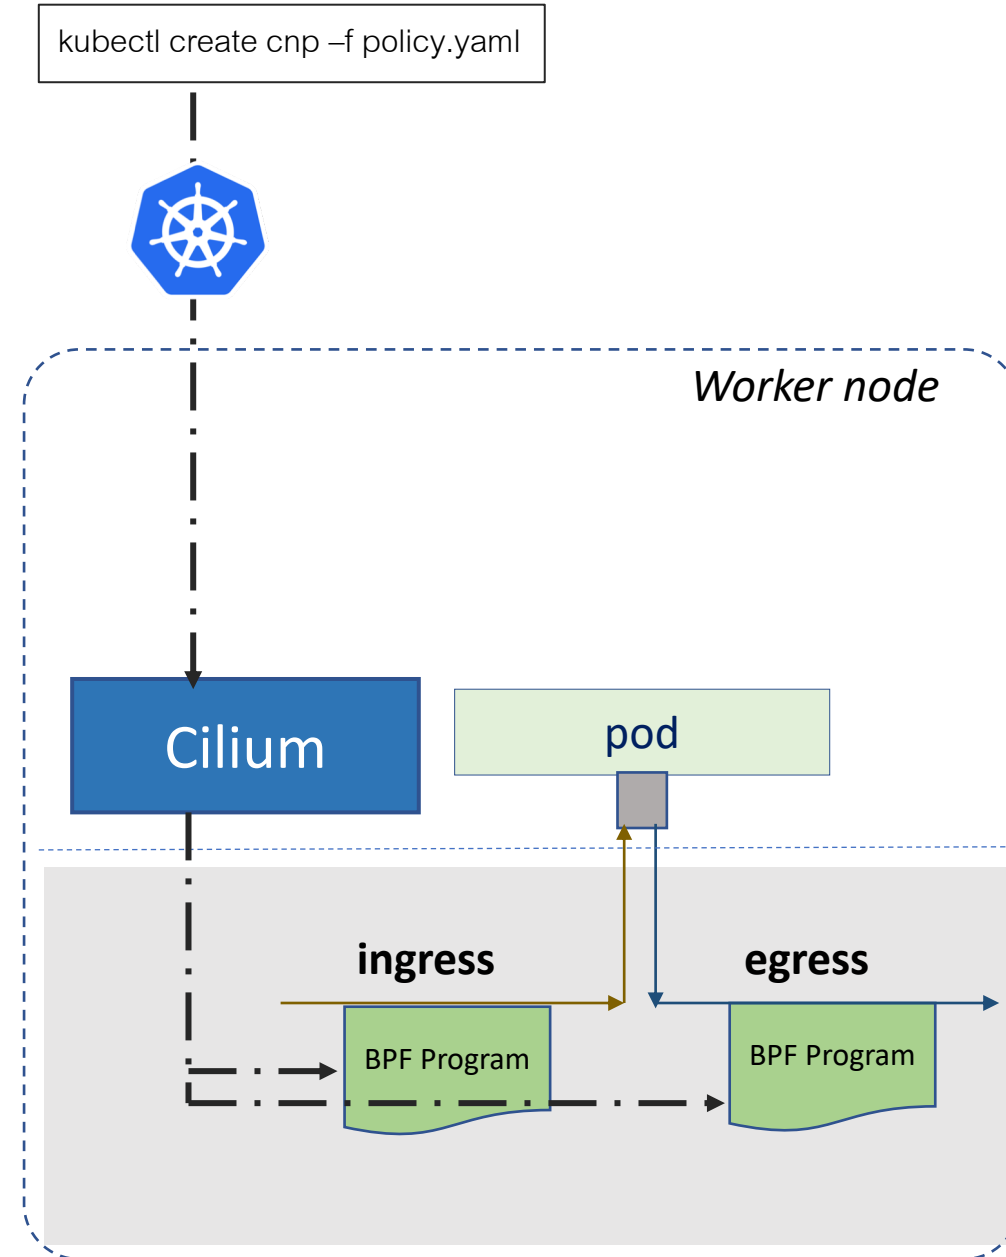 kubectl create cnp –f policy.yaml
Worker node
Cilium
pod
ingress
egress
BPF Program
BPF Program